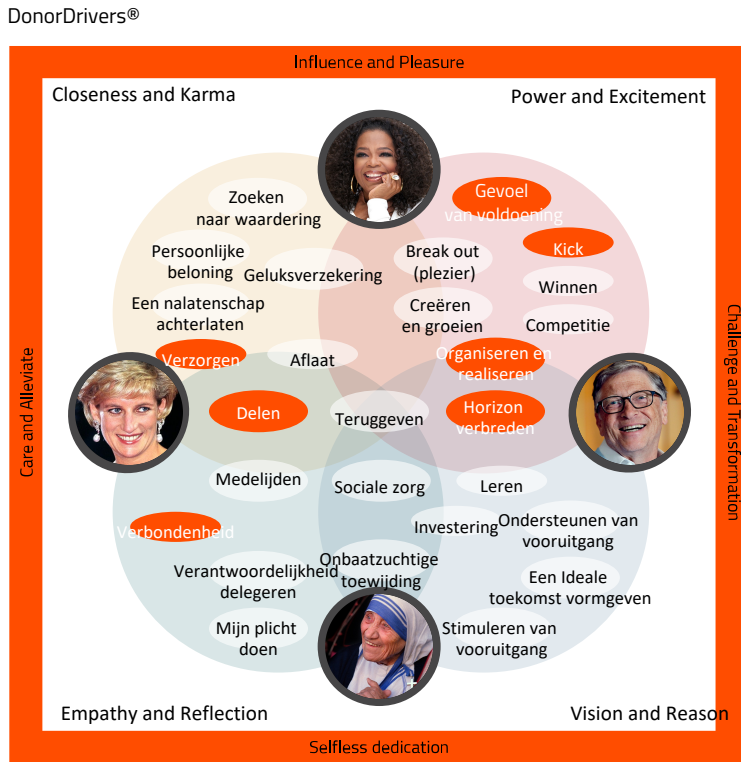 DonorDrivers®
Influence and Pleasure
Closeness and Karma
Power and Excitement
Zoeken
naar waardering
Gevoel
van voldoening
Persoonlijke
beloning
Geluksverzekering
Break out
(plezier)
Kick
Winnen
Een nalatenschap
achterlaten
Creëren
en groeien
Competitie
Verzorgen
Aflaat
Organiseren en
realiseren
Care and Alleviate
Challenge and Transformation
Delen
Teruggeven
Horizon
verbreden
Medelijden
Sociale zorg
Leren
Verbondenheid
Investering
Ondersteunen van
vooruitgang
Verantwoordelijkheid
delegeren
Onbaatzuchtige
toewijding
Een Ideale
toekomst vormgeven
Mijn plicht
doen
Stimuleren van
vooruitgang
Empathy and Reflection
Vision and Reason
Selfless dedication